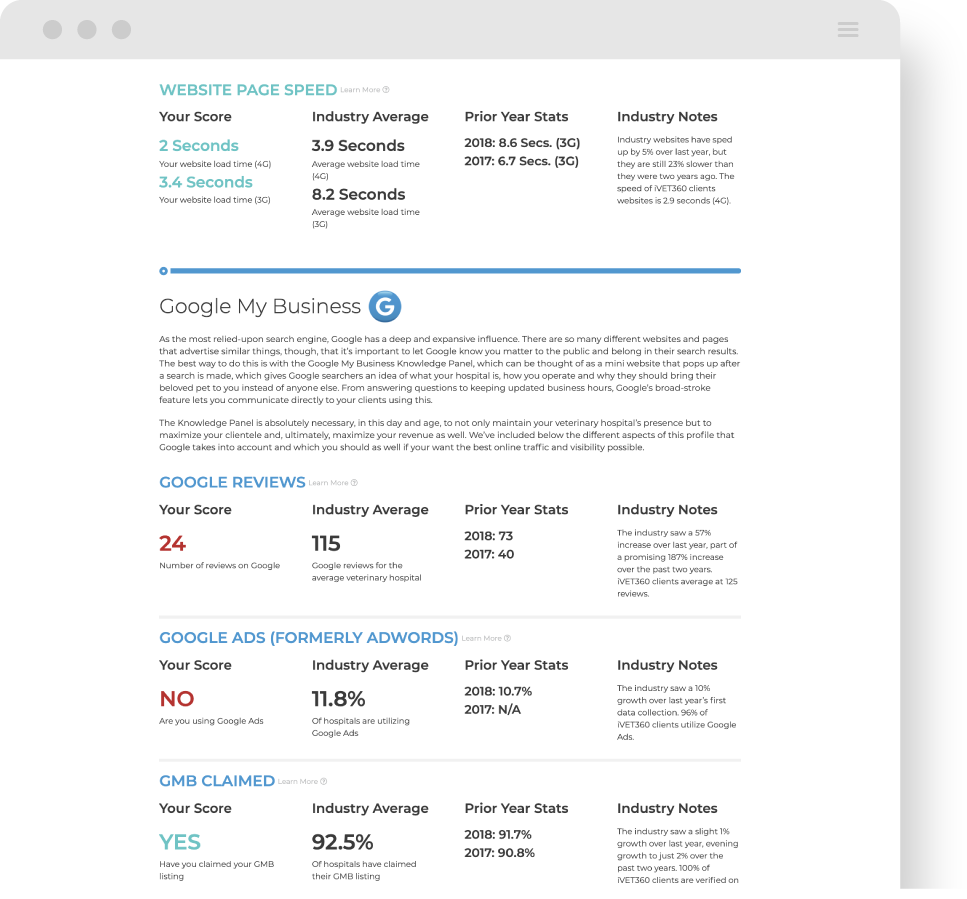 WEBSITE PAGE SPEED Learn More
Your Score
2 Seconds
Your website load time (4G)
3.4 Seconds
Your website load time (3G)
Industry Average
3.9 Seconds
Average website load time
(4G)
8.2 Seconds
Average website load time
(3G)
Prior Year Stats
2018: 8.6 Secs. (3G)
2017: 6.7 Secs. (3G)
Industry Notes
Industry websites have sped
up by 5% over last year, but
they are still 23% slower than
they were two years ago. The
speed of iVET360 clients
websites is 2.9 seconds (4G).
Google My Business G
As the most relied-upon search engine, Google has a deep and expansive influence. There are so many different websites and pages
that advertise similar things, though, that it's important to let Google know you matter to the public and belong in their search results.
The best way to do this is with the Google My Business Knowledge Panel, which can be thought of as a mini website that pops up after
a search is made, which gives Google searchers an idea of what your hospital is, how you operate and why they should bring their
beloved pet to you instead of anyone else. From answering questions to keeping updated business hours, Google's broad-stroke
feature lets you communicate directly to your clients using this.
The Knowledge Panel is absolutely necessary, in this day and age, to not only maintain your veterinary hospital's presence but to
maximize your clientele and, ultimately, maximize your revenue as well. We've included below the different aspects of this profile that
Google takes into account and which you should as well if your want the best online traffic and visibility possible.
GOOGLE REVIEWS Learn More
Your Score
24
Number of reviews on Google
Industry Average
115
Google reviews for the
average veterinary hospital
Prior Year Stats
2018: 73
2017: 40
Industry Notes
The industry saw a 57%
increase over last year, part of
a promising 187% increase
over the past two years.
iVET360 clients average at 125
reviews.
GOOGLE ADS (FORMERLY ADWORDS) Learn More
Your Score
NO
Are you using Google Ads
Industry Average
11.8%
Of hospitals are utilizing
Google Ads
Prior Year Stats
2018: 10.7%
2017: N/A
Industry Notes
The industry saw a 10%
growth over last year's first
data collection. 96% of
iVET360 clients utilize Google
Ads.
GMB CLAIMED Learn More
Your Score
YES
Have you claimed your GMB
listing
Industry Average
92.5%
Of hospitals have claimed
their GMB listing
Prior Year Stats
2018: 91.7%
2017: 90.8%
Industry Notes
The industry saw a slight 1%
growth over last year, evening
growth to just 2% over the
past two years. 100% of
iVET360 clients are verified on